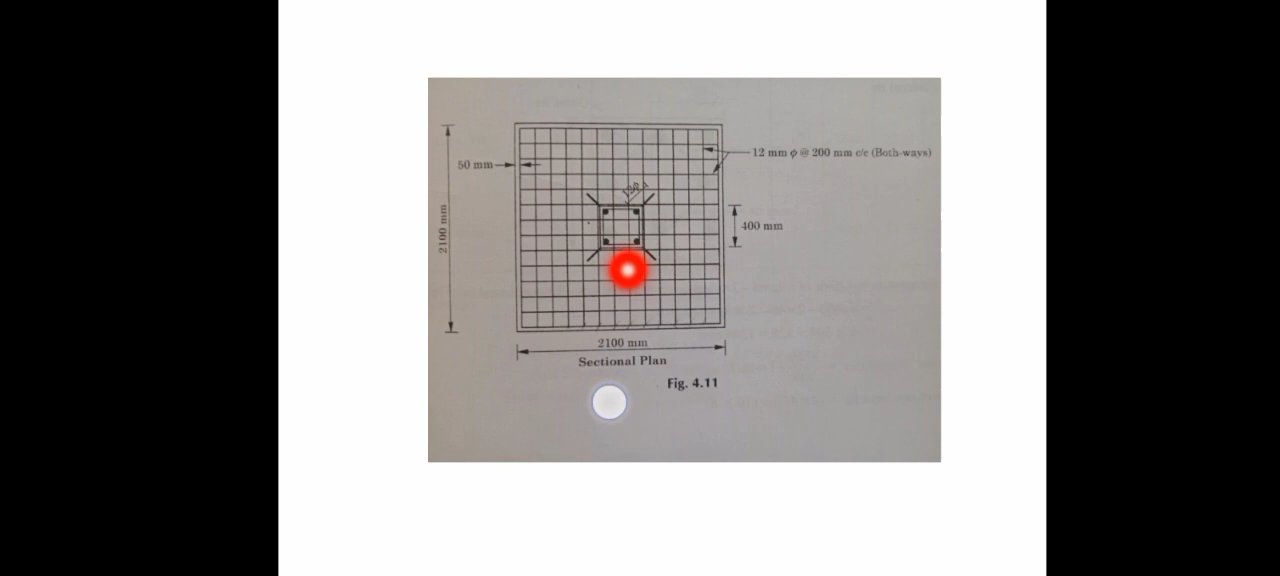 50 mm
12 mm φ @ 200 mm c/c (Both-ways)
2100 mm
400 mm
2100 mm
Sectional Plan
Fig. 4.11